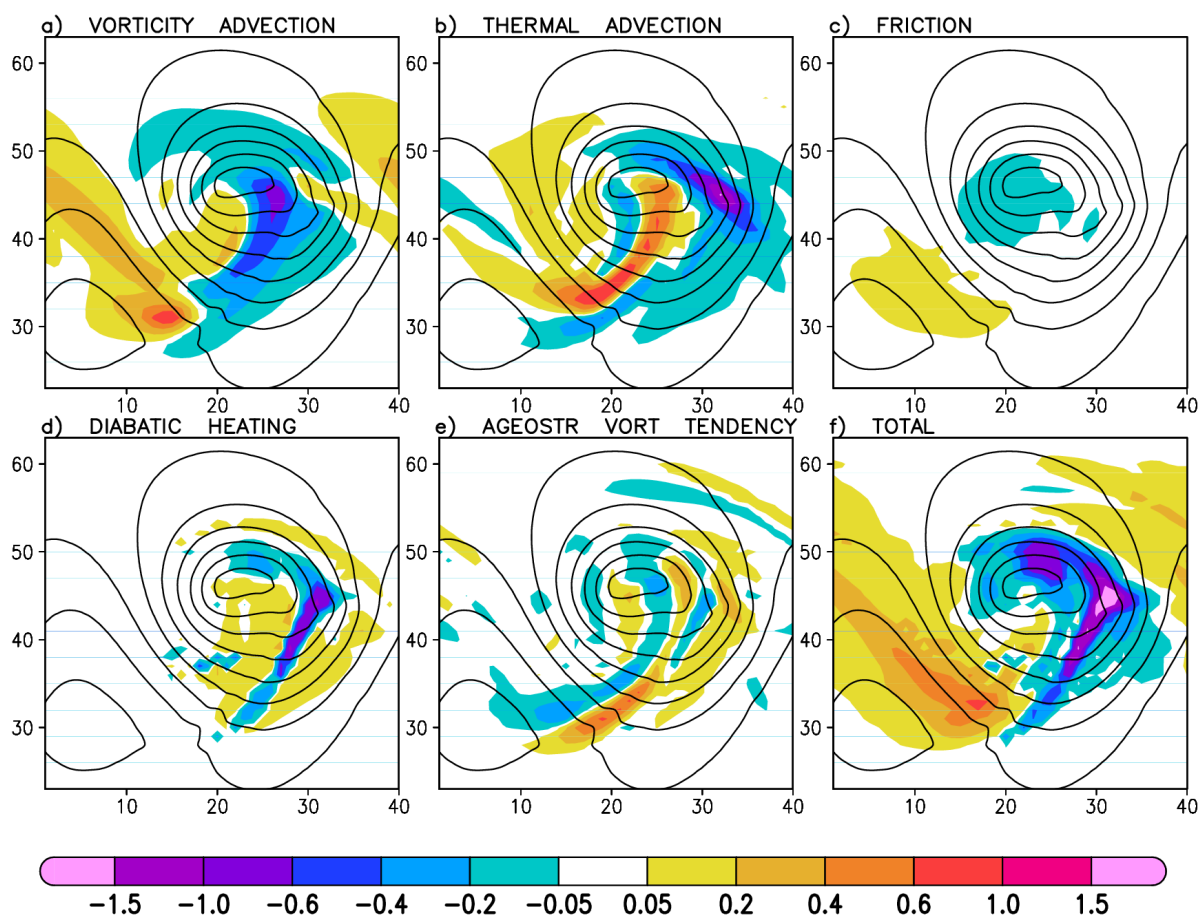 a) VORTICITY ADVECTION
b) THERMAL ADVECTION
c) FRICTION
60
50
40
30
10 20 30 40
60
50
40
30
10 20 30 40
60
50
40
30
10 20 30 40
d) DIABATIC HEATING
e) AGEOSTR VORT TENDENCY
f) TOTAL
60
50
40
30
10 20 30 40
60
50
40
30
10 20 30 40
60
50
40
30
10 20 30 40
-1.5 -1.0 -0.6 -0.4 -0.2 -0.05 0.05 0.2 0.4 0.6 1.0 1.5